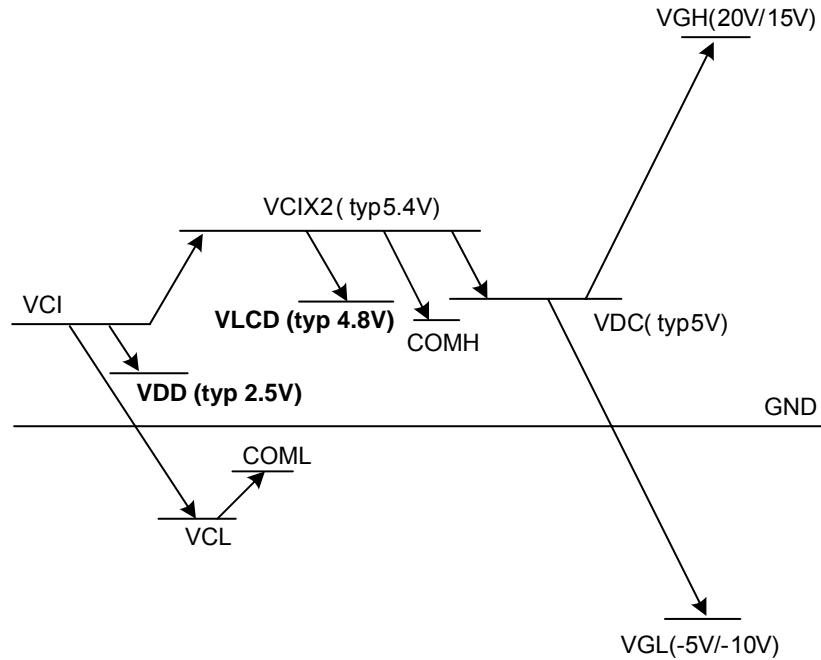 VGH(20V/15V)
VCIX2( typ5.4V)
VCI
VLCD (typ 4.8V)
VDC( typ5V)
COMH
VDD (typ 2.5V)
GND
COML
VCL
VGL(-5V/-10V)